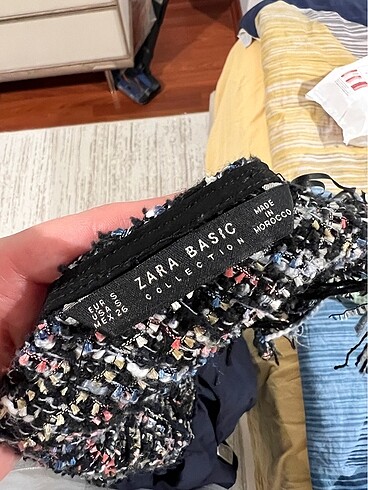 ZARA BASIC
COLLECTION
EUR S
USA S
MEX 26
MADE
IN
MOROCCO